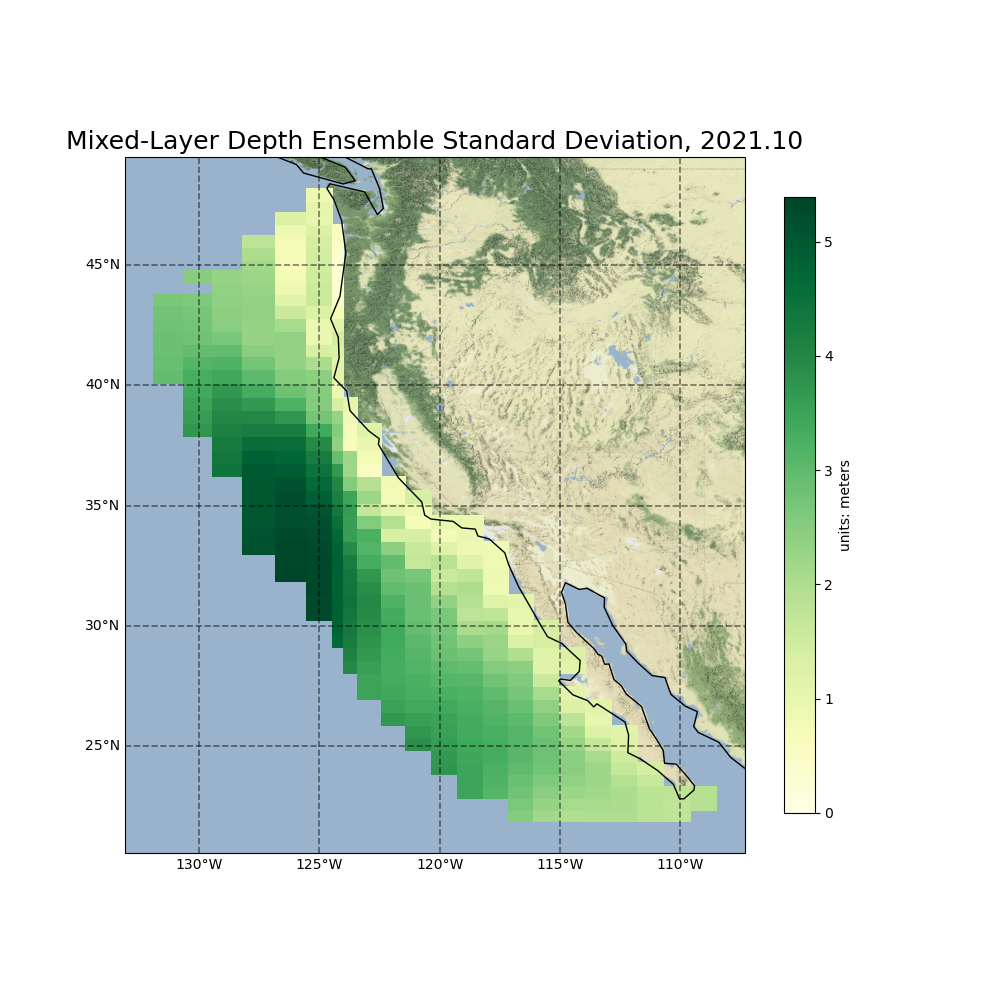 Mixed-Layer Depth Ensemble Standard Deviation, 2021.10
45°N
40°N
35°N
30°N
25°N
130°W
125°W
120°W
115°W
110°W
5
4
3
2
1
0
units: meters